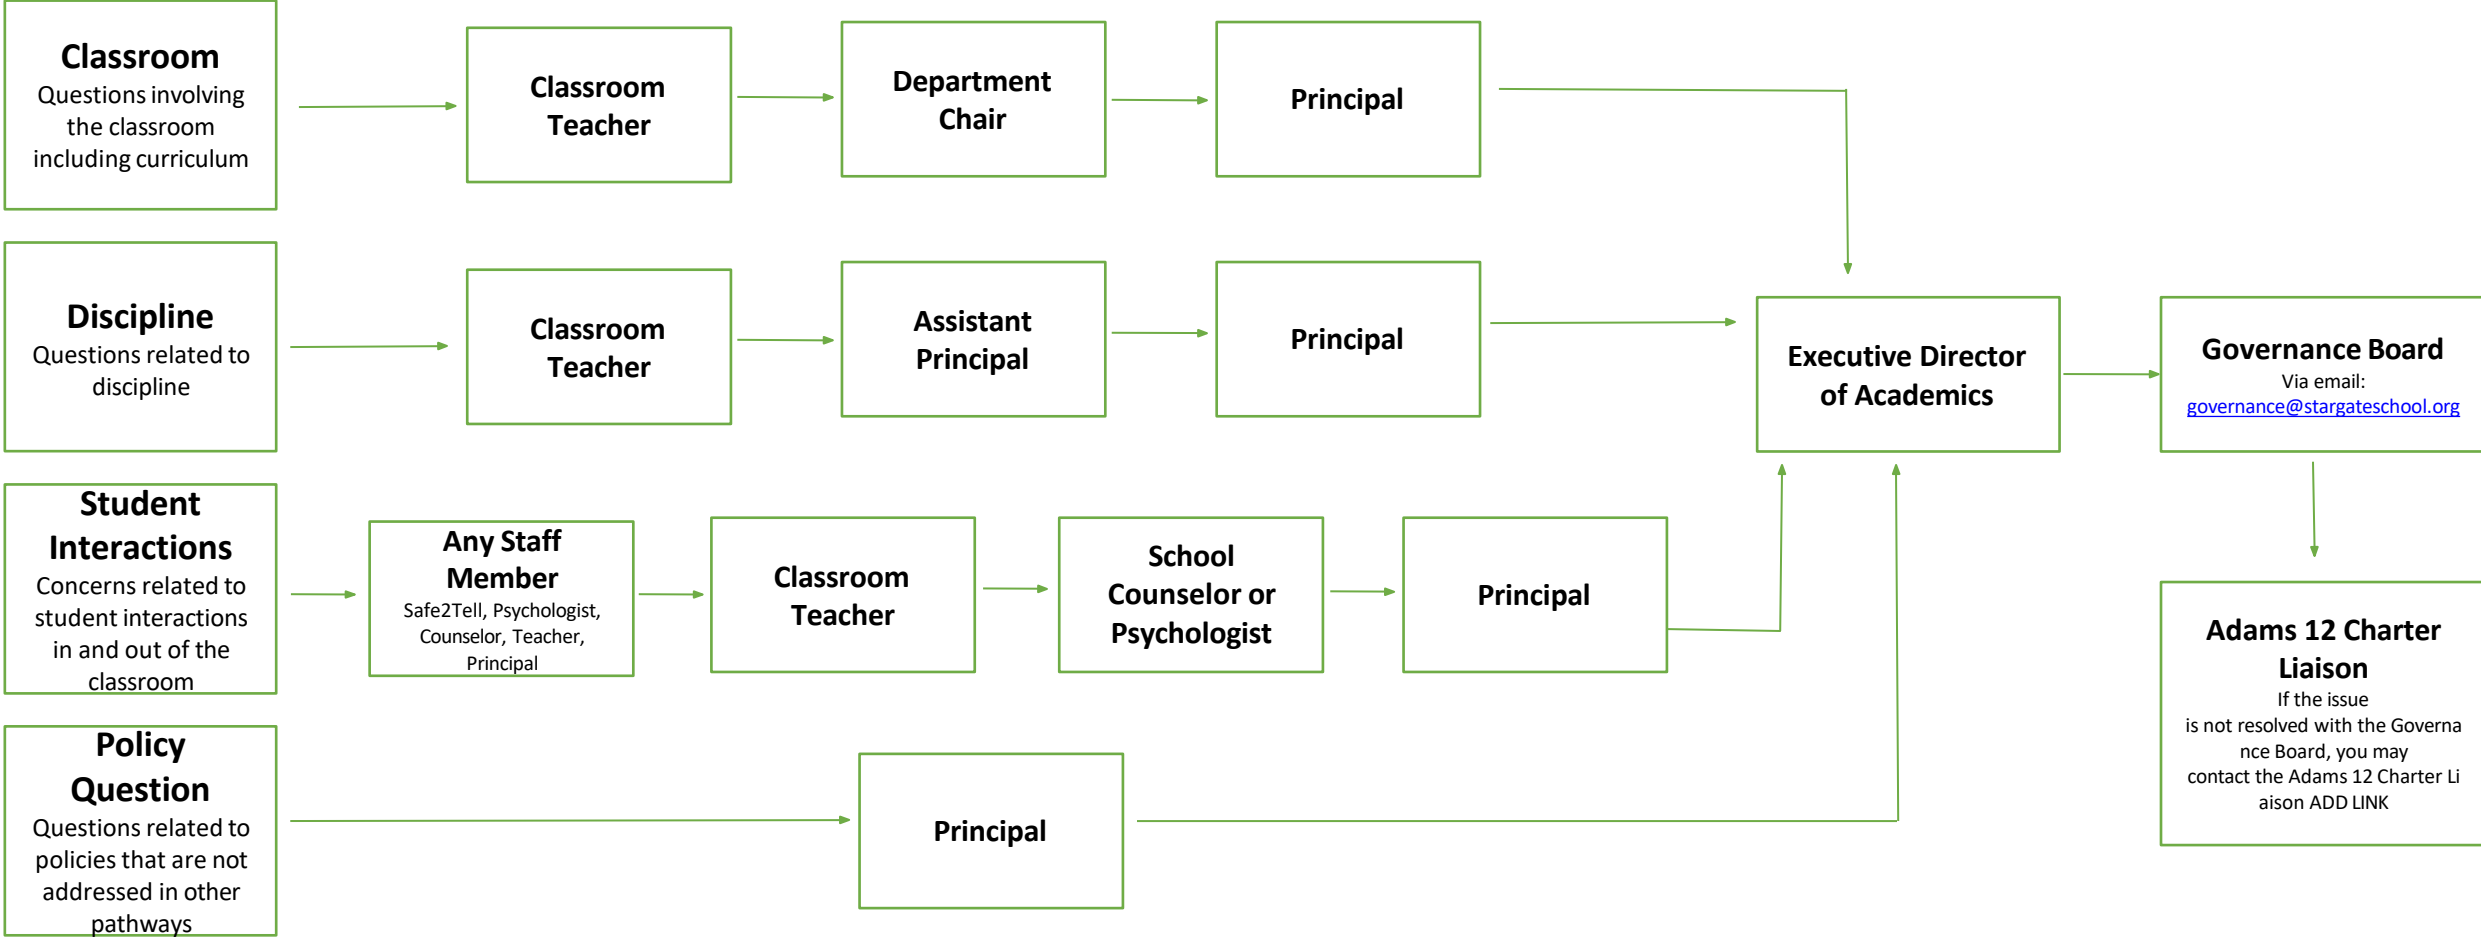 Classroom
Questions involving
the classroom
including curriculum
Classroom
Teacher
Department
Chair
Principal
Discipline
Questions related to
discipline
Classroom
Teacher
Assistant
Principal
Principal
Executive Director
of Academics
Governance Board
Via email:
governance@stargateschool.org
Student
Interactions
Concerns related to
student interactions
in and out of the
classroom
Any Staff
Member
Safe2Tell, Psychologist,
Counselor, Teacher,
Principal
Classroom
Teacher
School
Counselor or
Psychologist
Principal
Adams 12 Charter
Liaison
If the issue
is not resolved with the Governa
nce Board, you may
contact the Adams 12 Charter Li
aison ADD LINK
Policy
Question
Questions related to
policies that are not
addressed in other
pathways
Principal